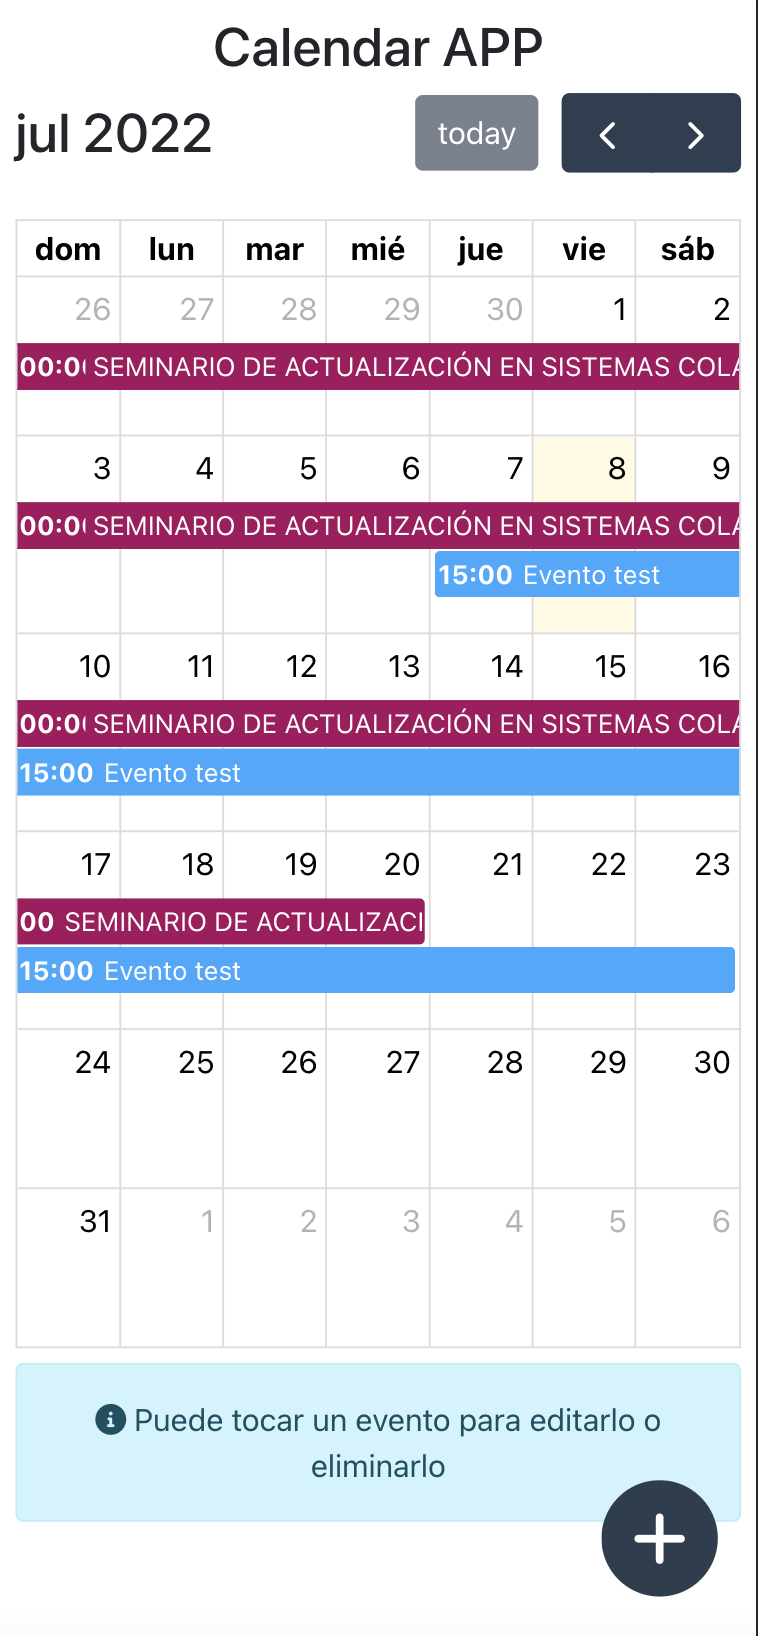 Calendar APP
jul 2022
today
dom lun mar mié jue vie sáb
26 27 28 29 30 1 2
00:0 SEMINARIO DE ACTUALIZACIÓN EN SISTEMAS COLA
3 4 5 6 7 8 9
00:0 SEMINARIO DE ACTUALIZACIÓN EN SISTEMAS COLA
15:00 Evento test
10 11 12 13 14 15 16
00:0 SEMINARIO DE ACTUALIZACIÓN EN SISTEMAS COLA
15:00 Evento test
17 18 19 20 21 22 23
00 SEMINARIO DE ACTUALIZACI
15:00 Evento test
24 25 26 27 28 29 30
31 1 2 3 4 5 6
Puede tocar un evento para editarlo o
eliminarlo